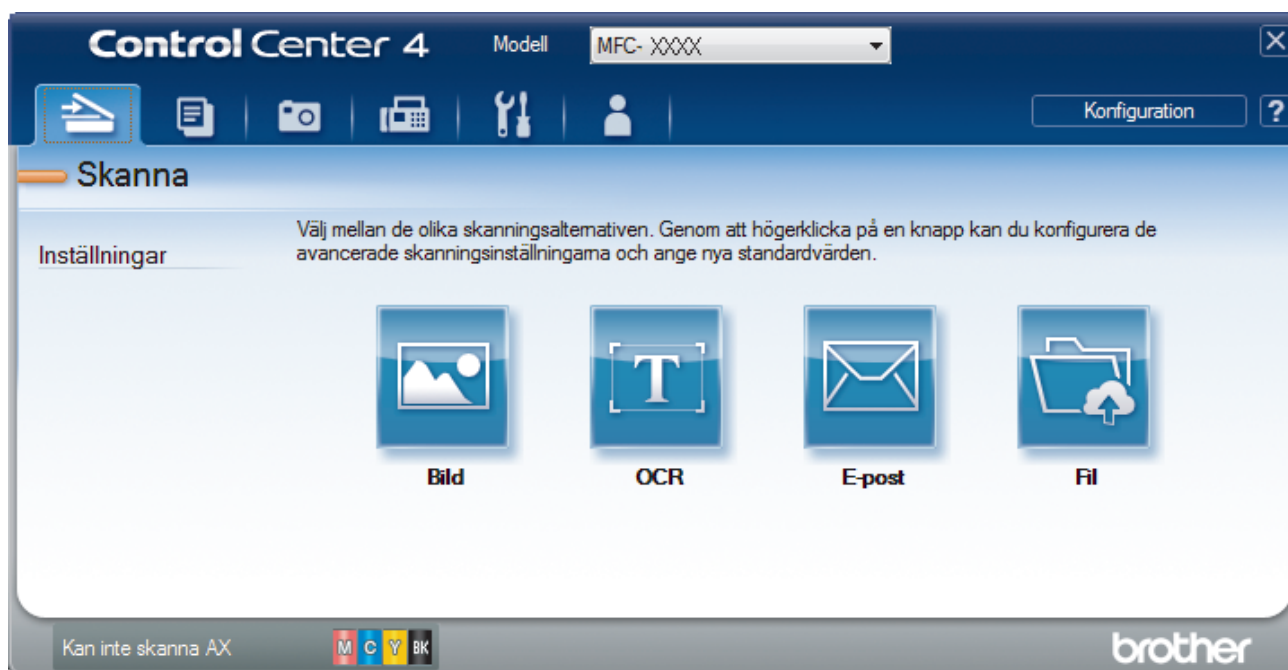 Control Center 4
Modell
MFC- XXXX
Konfiguration
?
Skanna
Inställningar
Välj mellan de olika skanningsalternativen. Genom att högerklicka på en knapp kan du konfigurera de
avancerade skanningsinställningarna och ange nya standardvärden.
T
Bild
OCR
E-post
Fil
Kan inte skanna AX
M C Y BK
brother